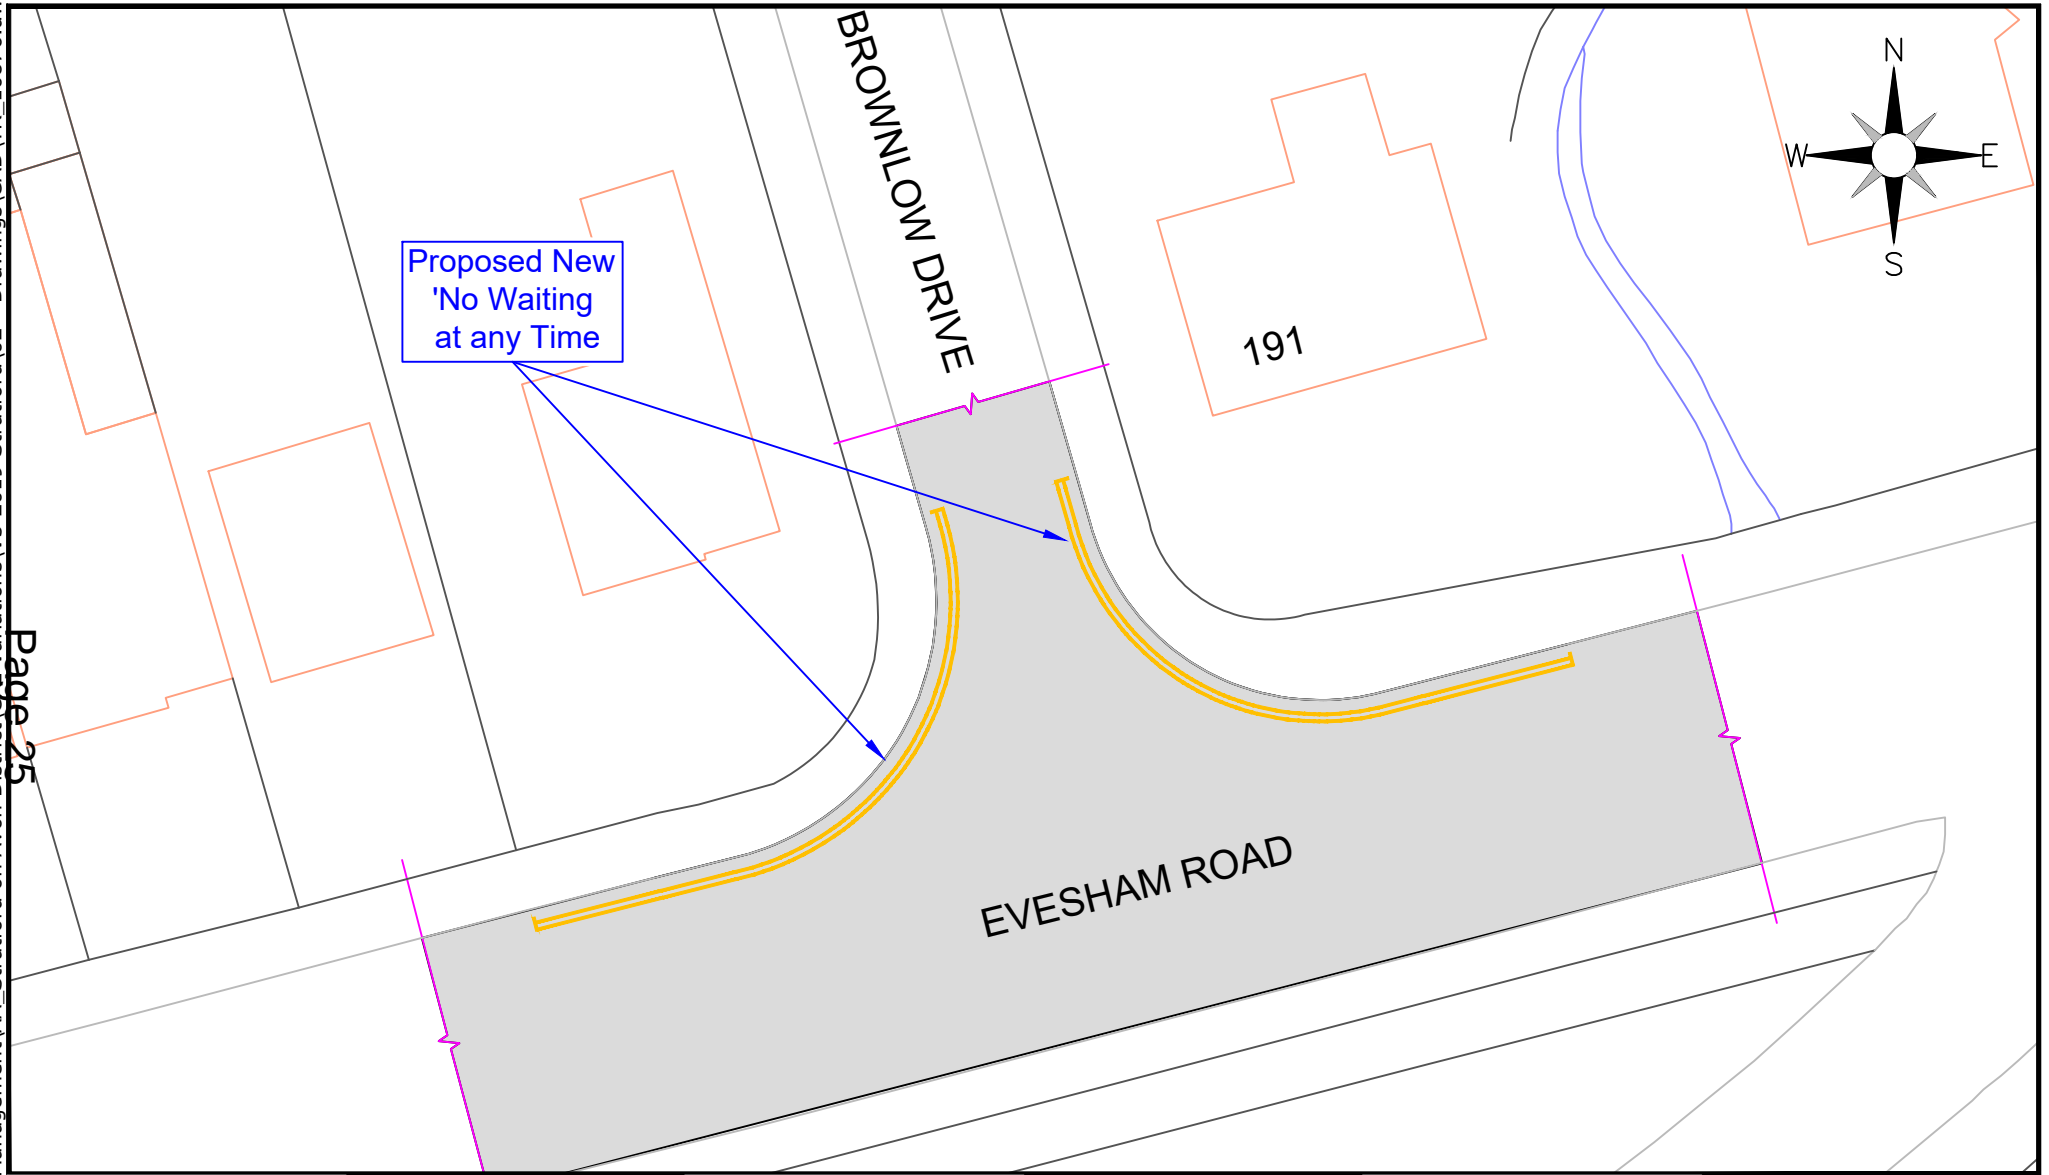 BROWNLOW DRIVE
N
W
E
S
Proposed New
'No Waiting
at any Time
191
EVESHAM ROAD
Page 25